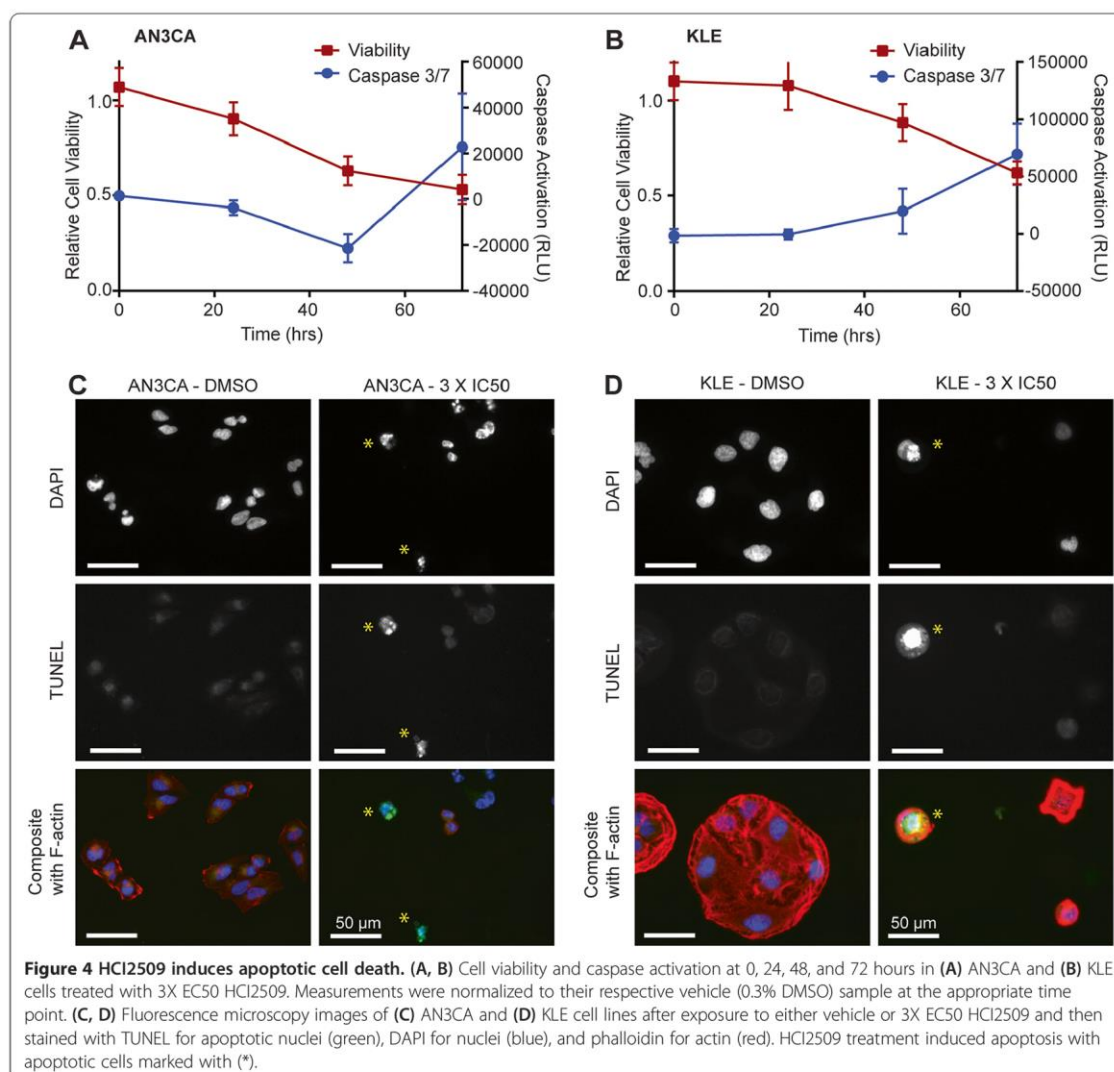 A
AN3CA
Viability
Caspase 3/7
Relative Cell Viability
1.0
0.5
0.0
60000
40000
20000
0
-20000
-40000
Caspase Activation (RLU)
0
20
40
60
Time (hrs)
B
KLE
Viability
Caspase 3/7
Relative Cell Viability
1.0
0.5
0.0
150000
100000
50000
0
-50000
Caspase Activation (RLU)
0
20
40
60
Time (hrs)
C
AN3CA - DMSO
AN3CA - 3 X IC50
DAPI
*
*
TUNEL
*
*
Composite
with F-actin
*
*
50 µm
D
KLE - DMSO
KLE - 3 X IC50
DAPI
*
TUNEL
*
Composite
with F-actin
*
50 µm
Figure 4 HCI2509 induces apoptotic cell death. (A, B) Cell viability and caspase activation at 0, 24, 48, and 72 hours in (A) AN3CA and (B) KLE
cells treated with 3X EC50 HCI2509. Measurements were normalized to their respective vehicle (0.3% DMSO) sample at the appropriate time
point. (C, D) Fluorescence microscopy images of (C) AN3CA and (D) KLE cell lines after exposure to either vehicle or 3X EC50 HCI2509 and then
stained with TUNEL for apoptotic nuclei (green), DAPI for nuclei (blue), and phalloidin for actin (red). HCI2509 treatment induced apoptosis with
apoptotic cells marked with (*).